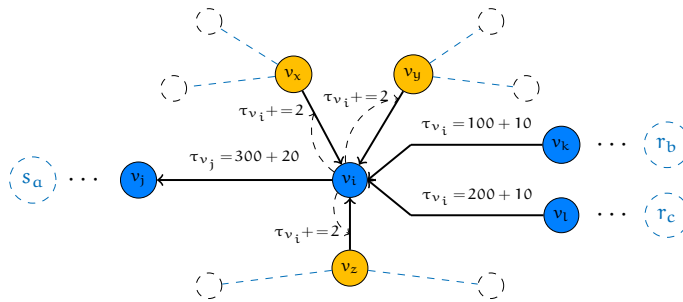 v_x
v_y
τ_{v_i}+=2
τ_{v_i}+=2
τ_{v_i}=100+10
v_k
···
r_b
τ_{v_j}=300+20
s_a
···
v_j
v_i
τ_{v_i}=200+10
v_l
···
r_c
τ_{v_i}+=2
v_z